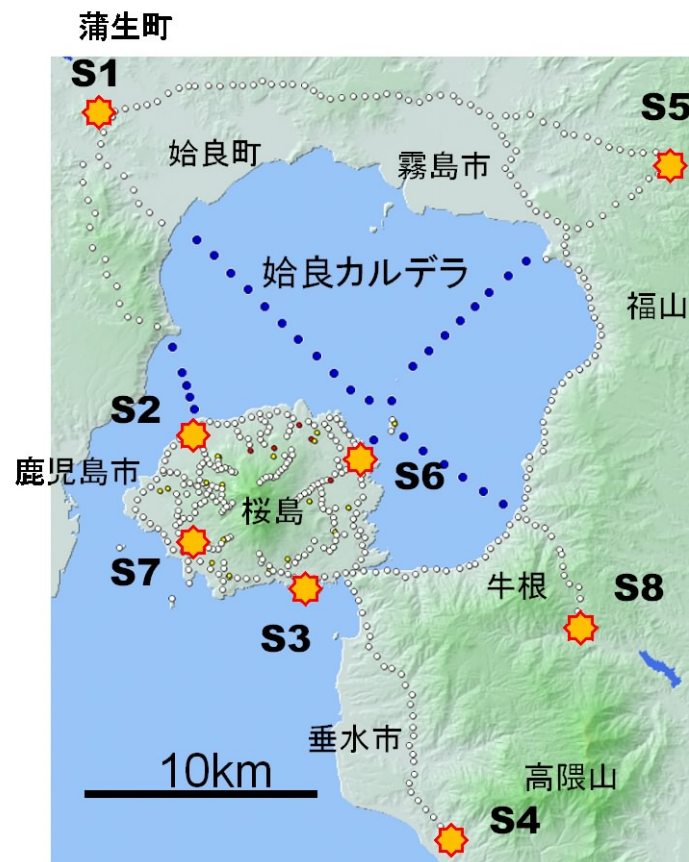 蒲生町
S1
S5
姶良町
霧島市
姶良カルデラ
福山
S2
鹿児島市
S6
桜島
S7
牛根
S8
S3
垂水市
10km
高隈山
S4